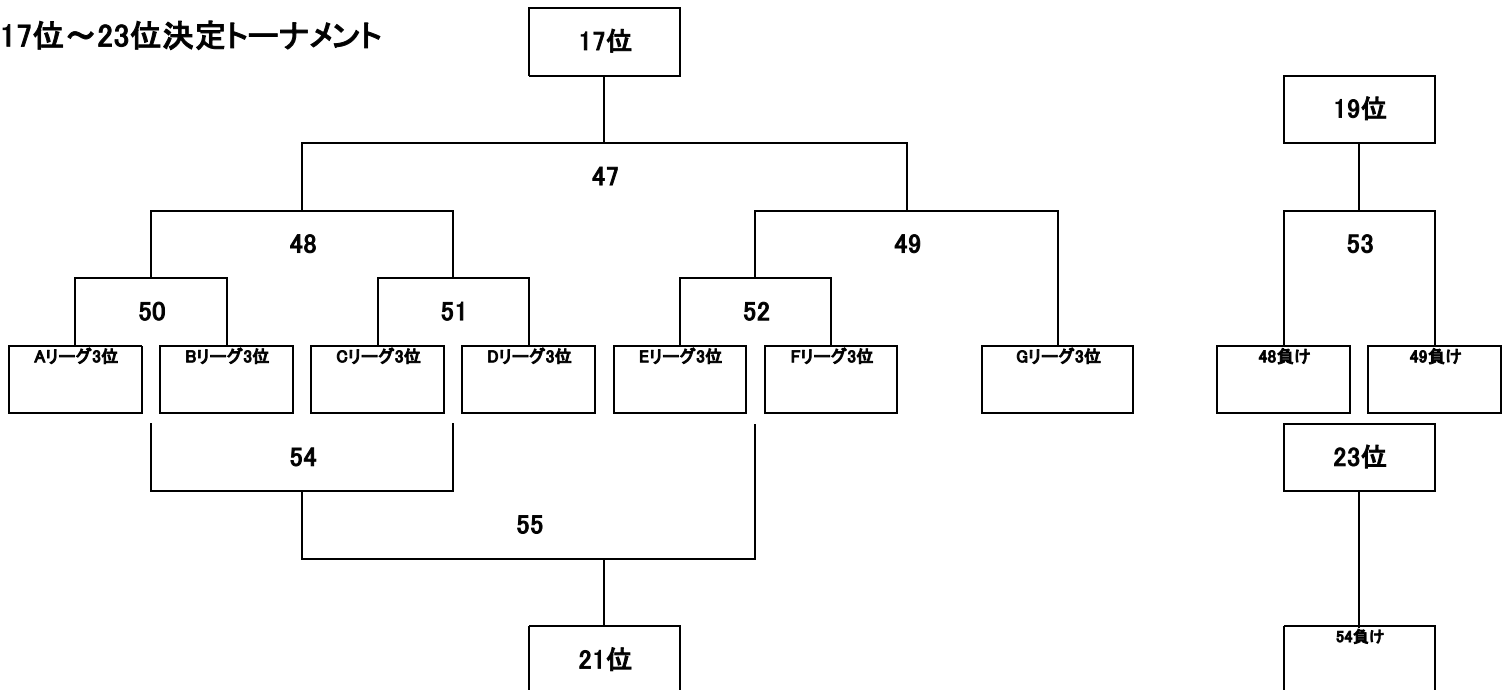 17位～23位決定トーナメント
17位
19位
47
48
49
53
50
51
52
Aリーグ3位
Bリーグ3位
Cリーグ3位
Dリーグ3位
Eリーグ3位
Fリーグ3位
Gリーグ3位
48負け
49負け
54
23位
55
54負け
21位